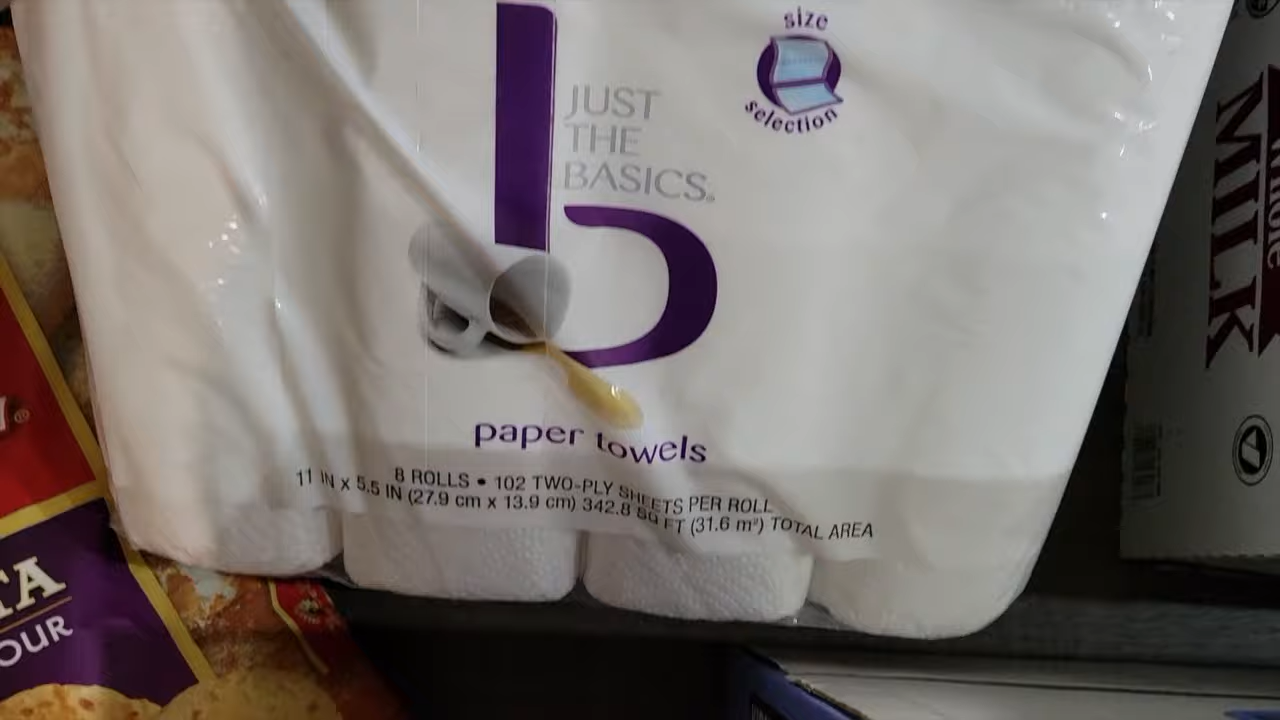 size
selection
JUST
THE
BASICS®
b
paper towels
8 ROLLS • 102 TWO-PLY SHEETS PER ROLL
11 IN x 5.5 IN (27.9 cm x 13.9 cm) 342.8 SQ FT (31.6 m²) TOTAL AREA
MILK
TA
OUR